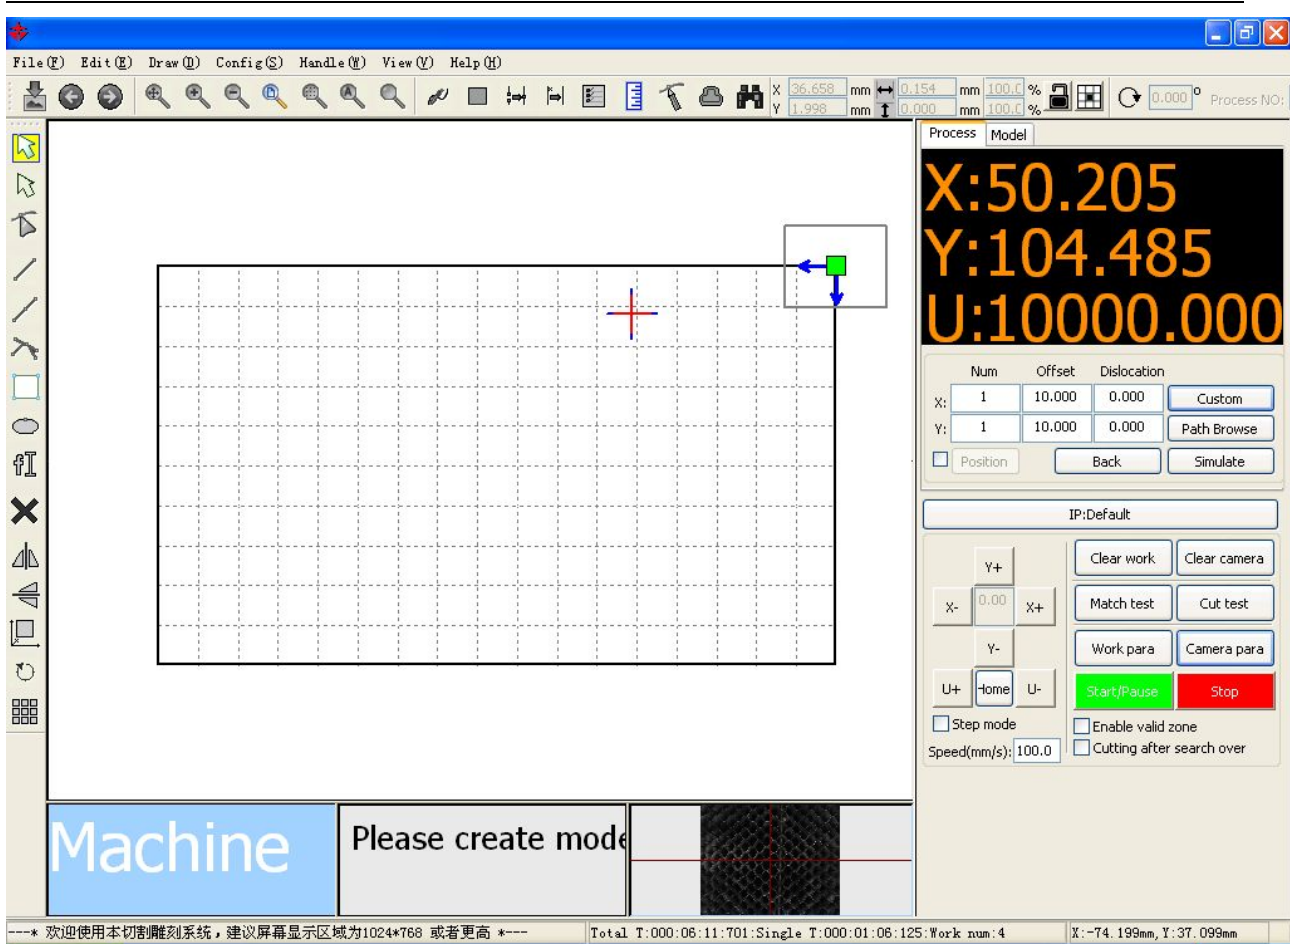 File(F) Edit(E) Draw(D) Config(S) Handle(W) View(V) Help(H)
X 36.658 mm 0.154 mm 100.0 % 0.000 ° Process NO:
Y 1.998 mm 0.000 mm 100.0 %
Process Model
X:50.205
Y:104.485
U:10000.000
Num Offset Dislocation
X: 1 10.000 0.000 Custom
Y: 1 10.000 0.000 Path Browse
Position Back Simulate
IP:Default
Y+ Clear work Clear camera
X- 0.00 X+ Match test Cut test
Y- Work para Camera para
U+ Home U- Start/Pause Stop
Step mode Enable valid zone
Speed(mm/s): 100.0 Cutting after search over
Machine Please create mode
---* 欢迎使用本切割雕刻系统，建议屏幕显示区域为1024*768 或者更高 *--- Total T:000:06:11:701:Single T:000:01:06:125:Work num:4 X:-74.199mm,Y:37.099mm